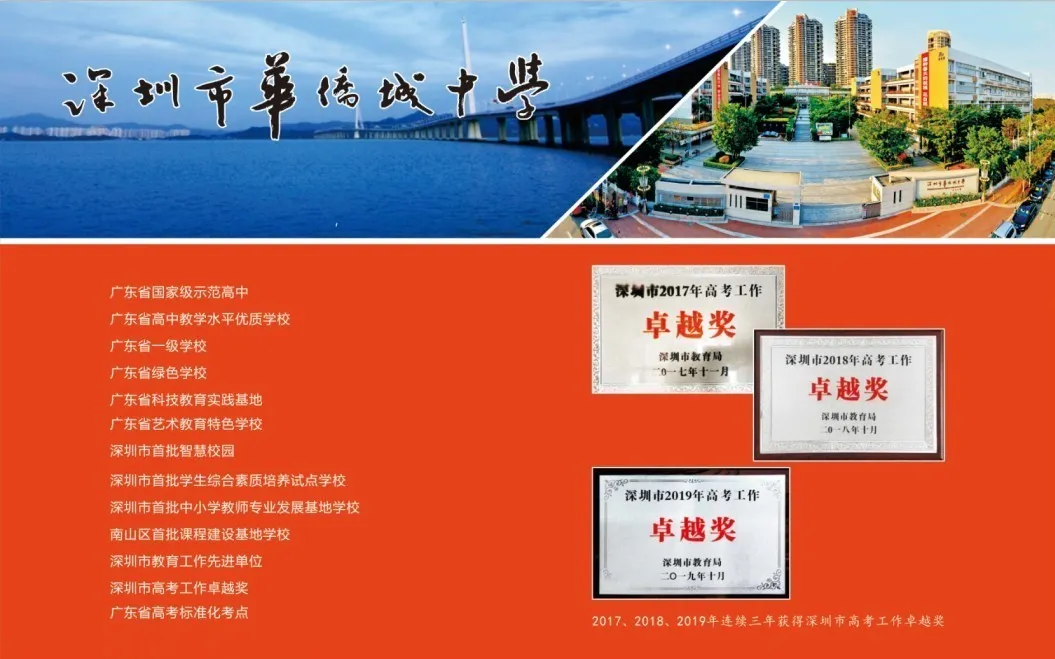 深圳市華僑城中學
深圳市華僑城中學
广东省国家级示范高中
广东省高中教学水平优质学校
广东省一级学校
广东省绿色学校
广东省科技教育实践基地
广东省艺术教育特色学校
深圳市首批智慧校园
深圳市首批学生综合素质培养试点学校
深圳市首批中小学教师专业发展基地学校
南山区首批课程建设基地学校
深圳市教育工作先进单位
深圳市高考工作卓越奖
广东省高考标准化考点
深圳市2017年高考工作
卓越奖
深圳市教育局
二〇一七年十一月
深圳市2018年高考工作
卓越奖
深圳市教育局
二〇一八年十月
深圳市2019年高考工作
卓越奖
深圳市教育局
二〇一九年十月
2017、2018、2019年连续三年获得深圳市高考工作卓越奖